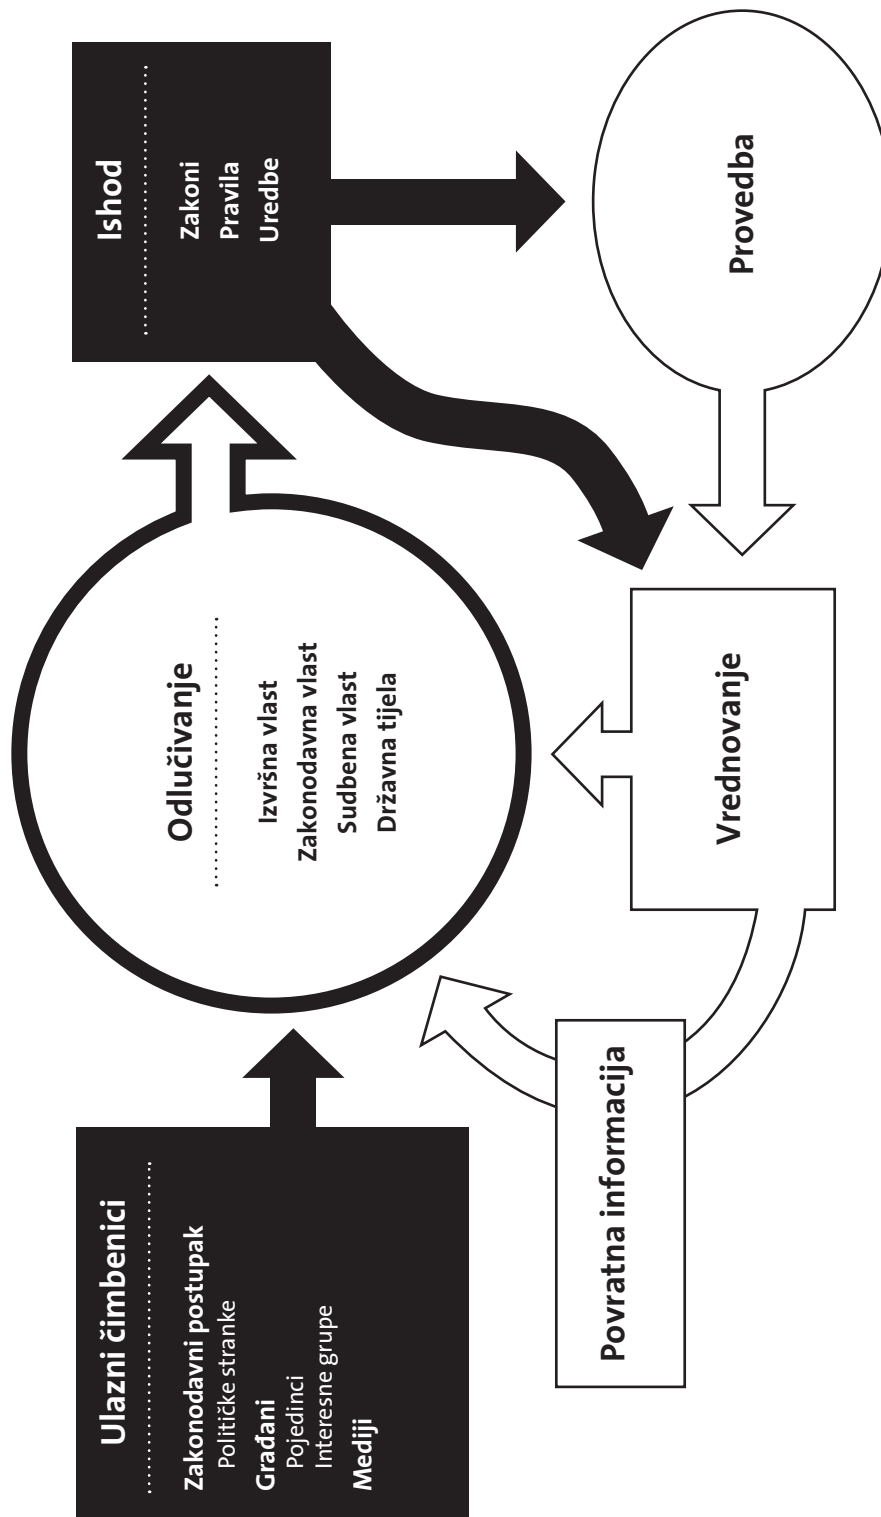 Ulazni čimbenici
Zakonodavni postupak
Političke stranke
Građani
Pojedinci
Interesne grupe
Mediji
Odlučivanje
Izvršna vlast
Zakonodavna vlast
Sudbena vlast
Državna tijela
Ishod
Zakoni
Pravila
Uredbe
Povratna informacija
Vrednovanje
Provedba